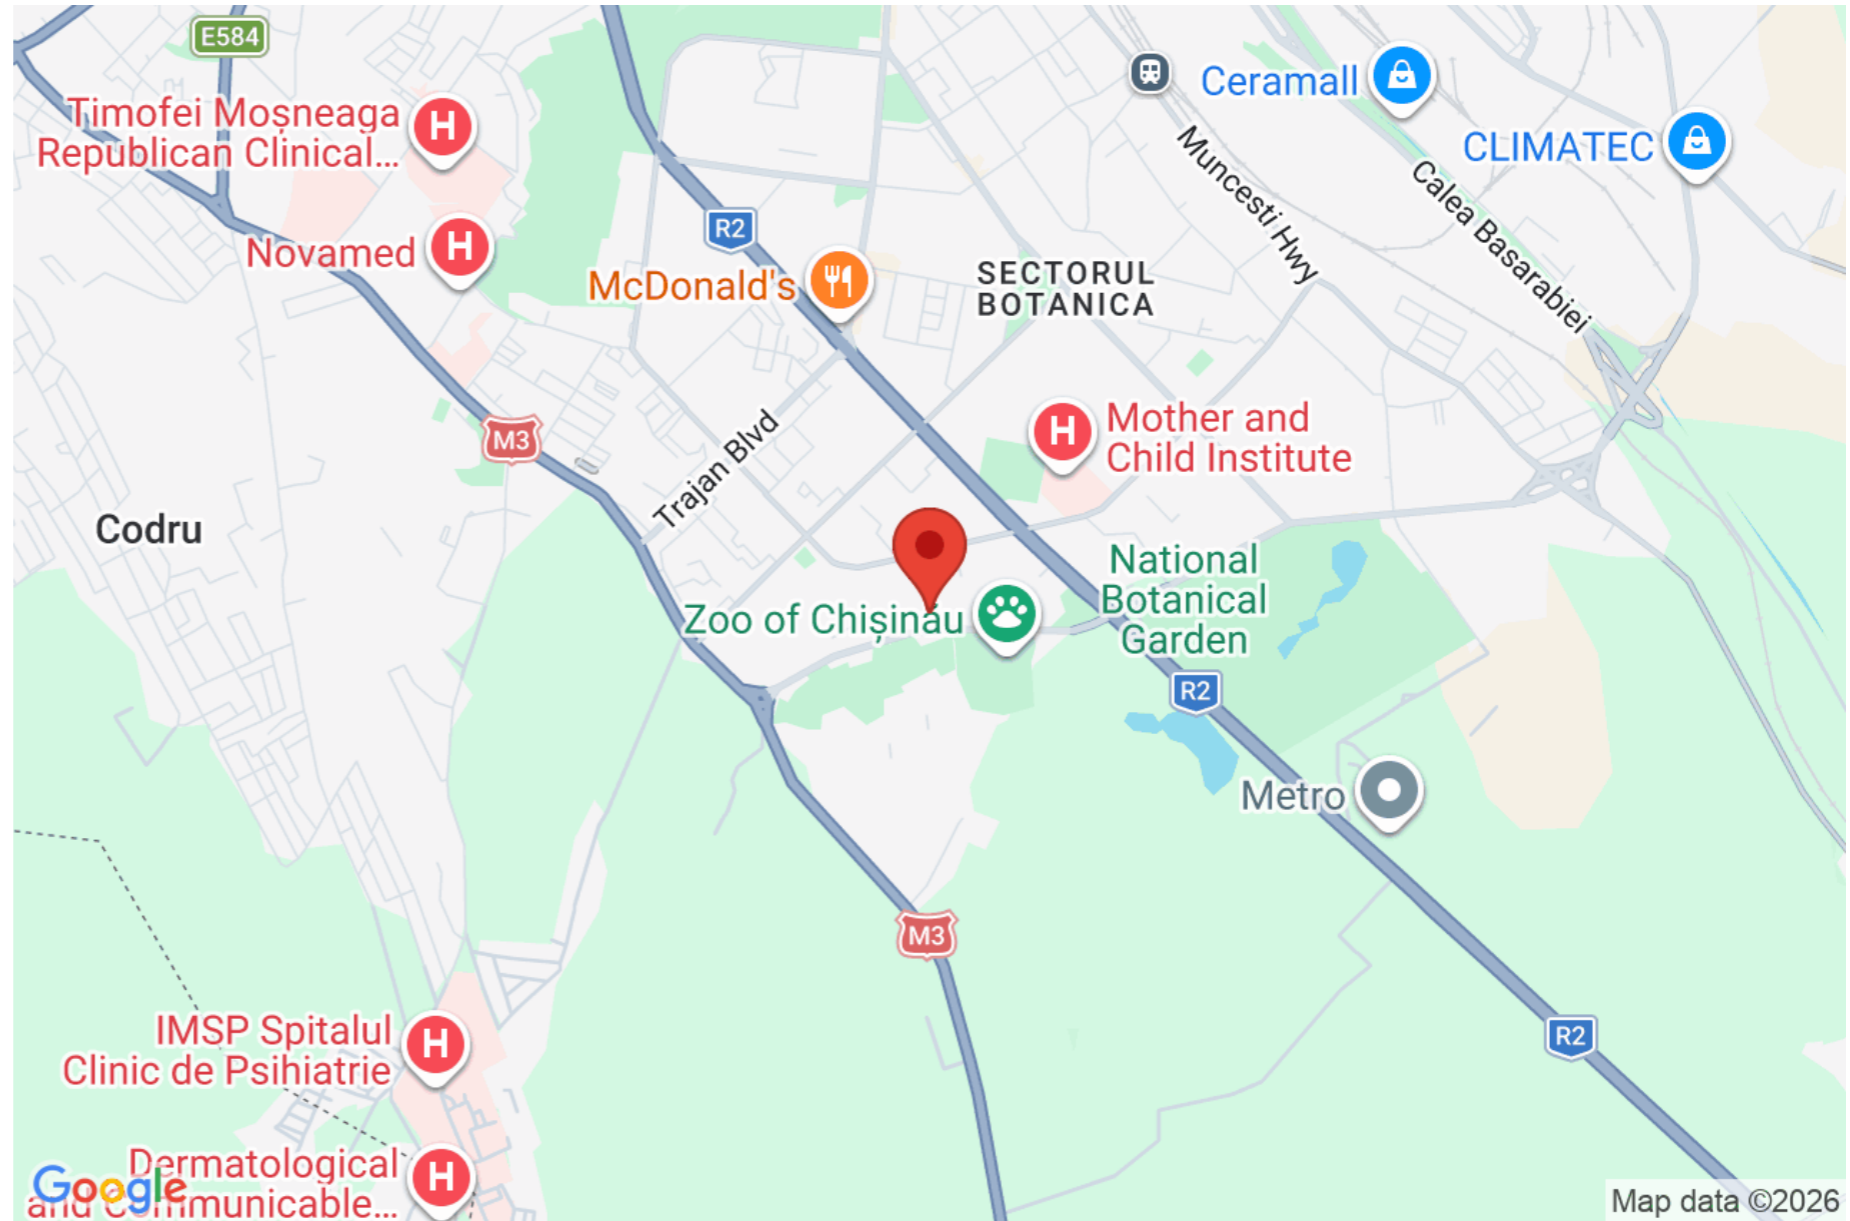 E584
Timofei Moșneaga
Republican Clinical...
H
Ceramall
CLIMATEC
Muncesti Hwy
Calea Basarabiei
R2
Novamed
H
McDonald's
SECTORUL
BOTANICA
M3
Trajan Blvd
H
Mother and
Child Institute
Codru
National
Botanical
Garden
Zoo of Chișinău
R2
Metro
M3
IMSP Spitalul
Clinic de Psihiatrie
H
R2
Dermatological
and Communicable...
H
Google
Map data ©2026